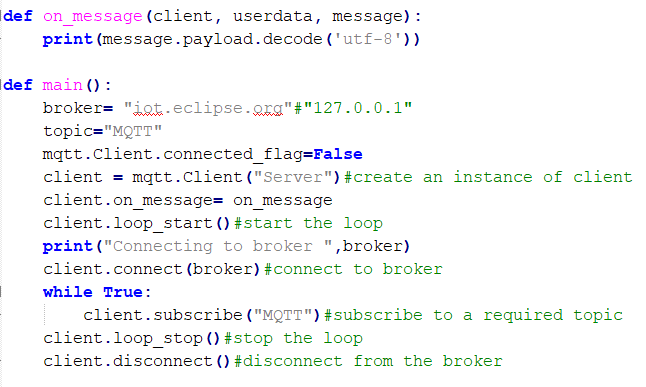 def on_message(client, userdata, message):
    print(message.payload.decode('utf-8'))

def main():
    broker= "iot.eclipse.org"#"127.0.0.1"
    topic="MQTT"
    mqtt.Client.connected_flag=False
    client = mqtt.Client("Server")#create an instance of client
    client.on_message= on_message
    client.loop_start()#start the loop
    print("Connecting to broker ",broker)
    client.connect(broker)#connect to broker
    while True:
        client.subscribe("MQTT")#subscribe to a required topic
    client.loop_stop()#stop the loop
    client.disconnect()#disconnect from the broker